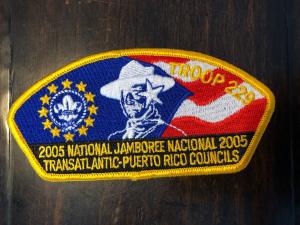 TROOP 229
2005 NATIONAL JAMBOREE NACIONAL 2005
TRANSATLANTIC-PUERTO RICO COUNCILS